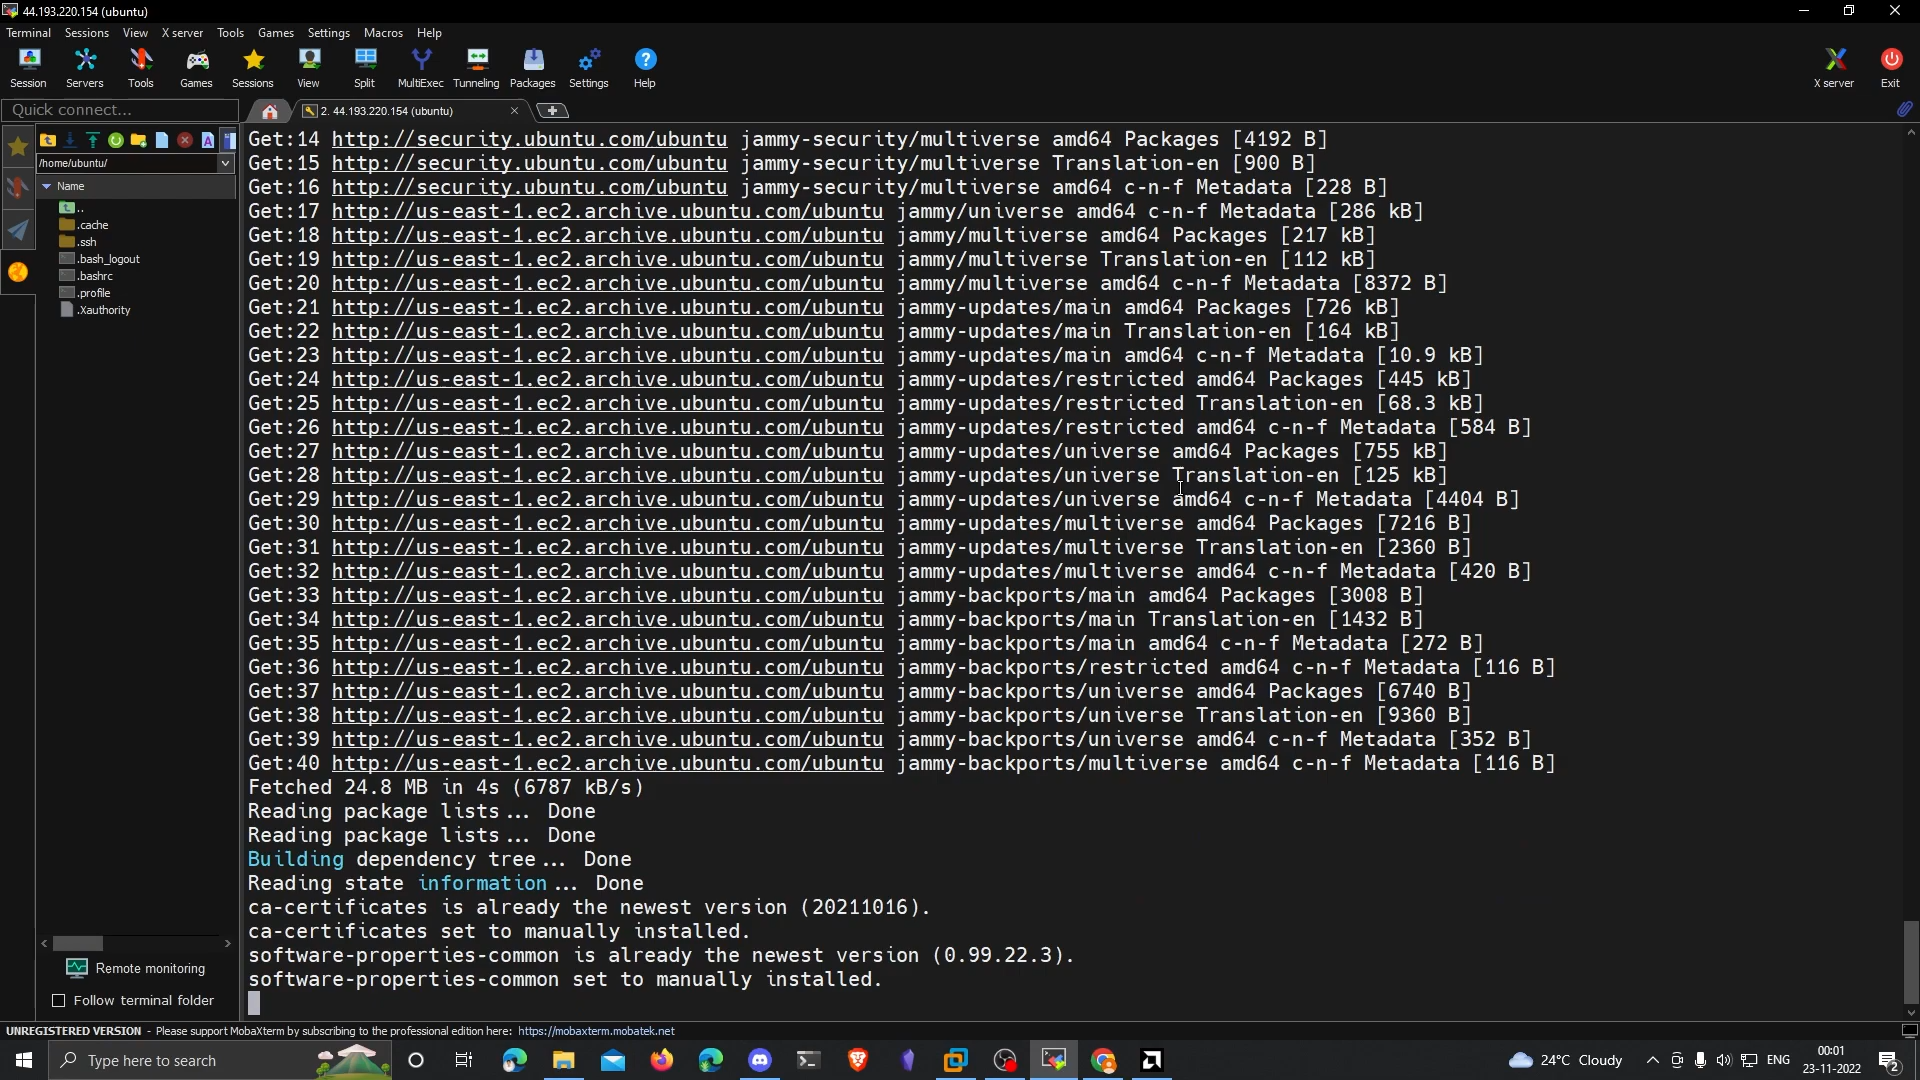 44.193.220.154 (ubuntu)
Terminal Sessions View X server Tools Games Settings Macros Help
Session Servers Tools Games Sessions View Split MultiExec Tunneling Packages Settings Help X server Exit
Quick connect...
2. 44.193.220.154 (ubuntu)
/home/ubuntu/
Name
..
.cache
.ssh
.bash_logout
.bashrc
.profile
.Xauthority
Remote monitoring
Follow terminal folder
Get:14 http://security.ubuntu.com/ubuntu jammy-security/multiverse amd64 Packages [4192 B]
Get:15 http://security.ubuntu.com/ubuntu jammy-security/multiverse Translation-en [900 B]
Get:16 http://security.ubuntu.com/ubuntu jammy-security/multiverse amd64 c-n-f Metadata [228 B]
Get:17 http://us-east-1.ec2.archive.ubuntu.com/ubuntu jammy/universe amd64 c-n-f Metadata [286 kB]
Get:18 http://us-east-1.ec2.archive.ubuntu.com/ubuntu jammy/multiverse amd64 Packages [217 kB]
Get:19 http://us-east-1.ec2.archive.ubuntu.com/ubuntu jammy/multiverse Translation-en [112 kB]
Get:20 http://us-east-1.ec2.archive.ubuntu.com/ubuntu jammy/multiverse amd64 c-n-f Metadata [8372 B]
Get:21 http://us-east-1.ec2.archive.ubuntu.com/ubuntu jammy-updates/main amd64 Packages [726 kB]
Get:22 http://us-east-1.ec2.archive.ubuntu.com/ubuntu jammy-updates/main Translation-en [164 kB]
Get:23 http://us-east-1.ec2.archive.ubuntu.com/ubuntu jammy-updates/main amd64 c-n-f Metadata [10.9 kB]
Get:24 http://us-east-1.ec2.archive.ubuntu.com/ubuntu jammy-updates/restricted amd64 Packages [445 kB]
Get:25 http://us-east-1.ec2.archive.ubuntu.com/ubuntu jammy-updates/restricted Translation-en [68.3 kB]
Get:26 http://us-east-1.ec2.archive.ubuntu.com/ubuntu jammy-updates/restricted amd64 c-n-f Metadata [584 B]
Get:27 http://us-east-1.ec2.archive.ubuntu.com/ubuntu jammy-updates/universe amd64 Packages [755 kB]
Get:28 http://us-east-1.ec2.archive.ubuntu.com/ubuntu jammy-updates/universe Translation-en [125 kB]
Get:29 http://us-east-1.ec2.archive.ubuntu.com/ubuntu jammy-updates/universe amd64 c-n-f Metadata [4404 B]
Get:30 http://us-east-1.ec2.archive.ubuntu.com/ubuntu jammy-updates/multiverse amd64 Packages [7216 B]
Get:31 http://us-east-1.ec2.archive.ubuntu.com/ubuntu jammy-updates/multiverse Translation-en [2360 B]
Get:32 http://us-east-1.ec2.archive.ubuntu.com/ubuntu jammy-updates/multiverse amd64 c-n-f Metadata [420 B]
Get:33 http://us-east-1.ec2.archive.ubuntu.com/ubuntu jammy-backports/main amd64 Packages [3008 B]
Get:34 http://us-east-1.ec2.archive.ubuntu.com/ubuntu jammy-backports/main Translation-en [1432 B]
Get:35 http://us-east-1.ec2.archive.ubuntu.com/ubuntu jammy-backports/main amd64 c-n-f Metadata [272 B]
Get:36 http://us-east-1.ec2.archive.ubuntu.com/ubuntu jammy-backports/restricted amd64 c-n-f Metadata [116 B]
Get:37 http://us-east-1.ec2.archive.ubuntu.com/ubuntu jammy-backports/universe amd64 Packages [6740 B]
Get:38 http://us-east-1.ec2.archive.ubuntu.com/ubuntu jammy-backports/universe Translation-en [9360 B]
Get:39 http://us-east-1.ec2.archive.ubuntu.com/ubuntu jammy-backports/universe amd64 c-n-f Metadata [352 B]
Get:40 http://us-east-1.ec2.archive.ubuntu.com/ubuntu jammy-backports/multiverse amd64 c-n-f Metadata [116 B]
Fetched 24.8 MB in 4s (6787 kB/s)
Reading package lists... Done
Reading package lists... Done
Building dependency tree... Done
Reading state information... Done
ca-certificates is already the newest version (20211016).
ca-certificates set to manually installed.
software-properties-common is already the newest version (0.99.22.3).
software-properties-common set to manually installed.
UNREGISTERED VERSION - Please support MobaXterm by subscribing to the professional edition here: https://mobaxterm.mobatek.net
Type here to search
24°C Cloudy
ENG
00:01
23-11-2022
2